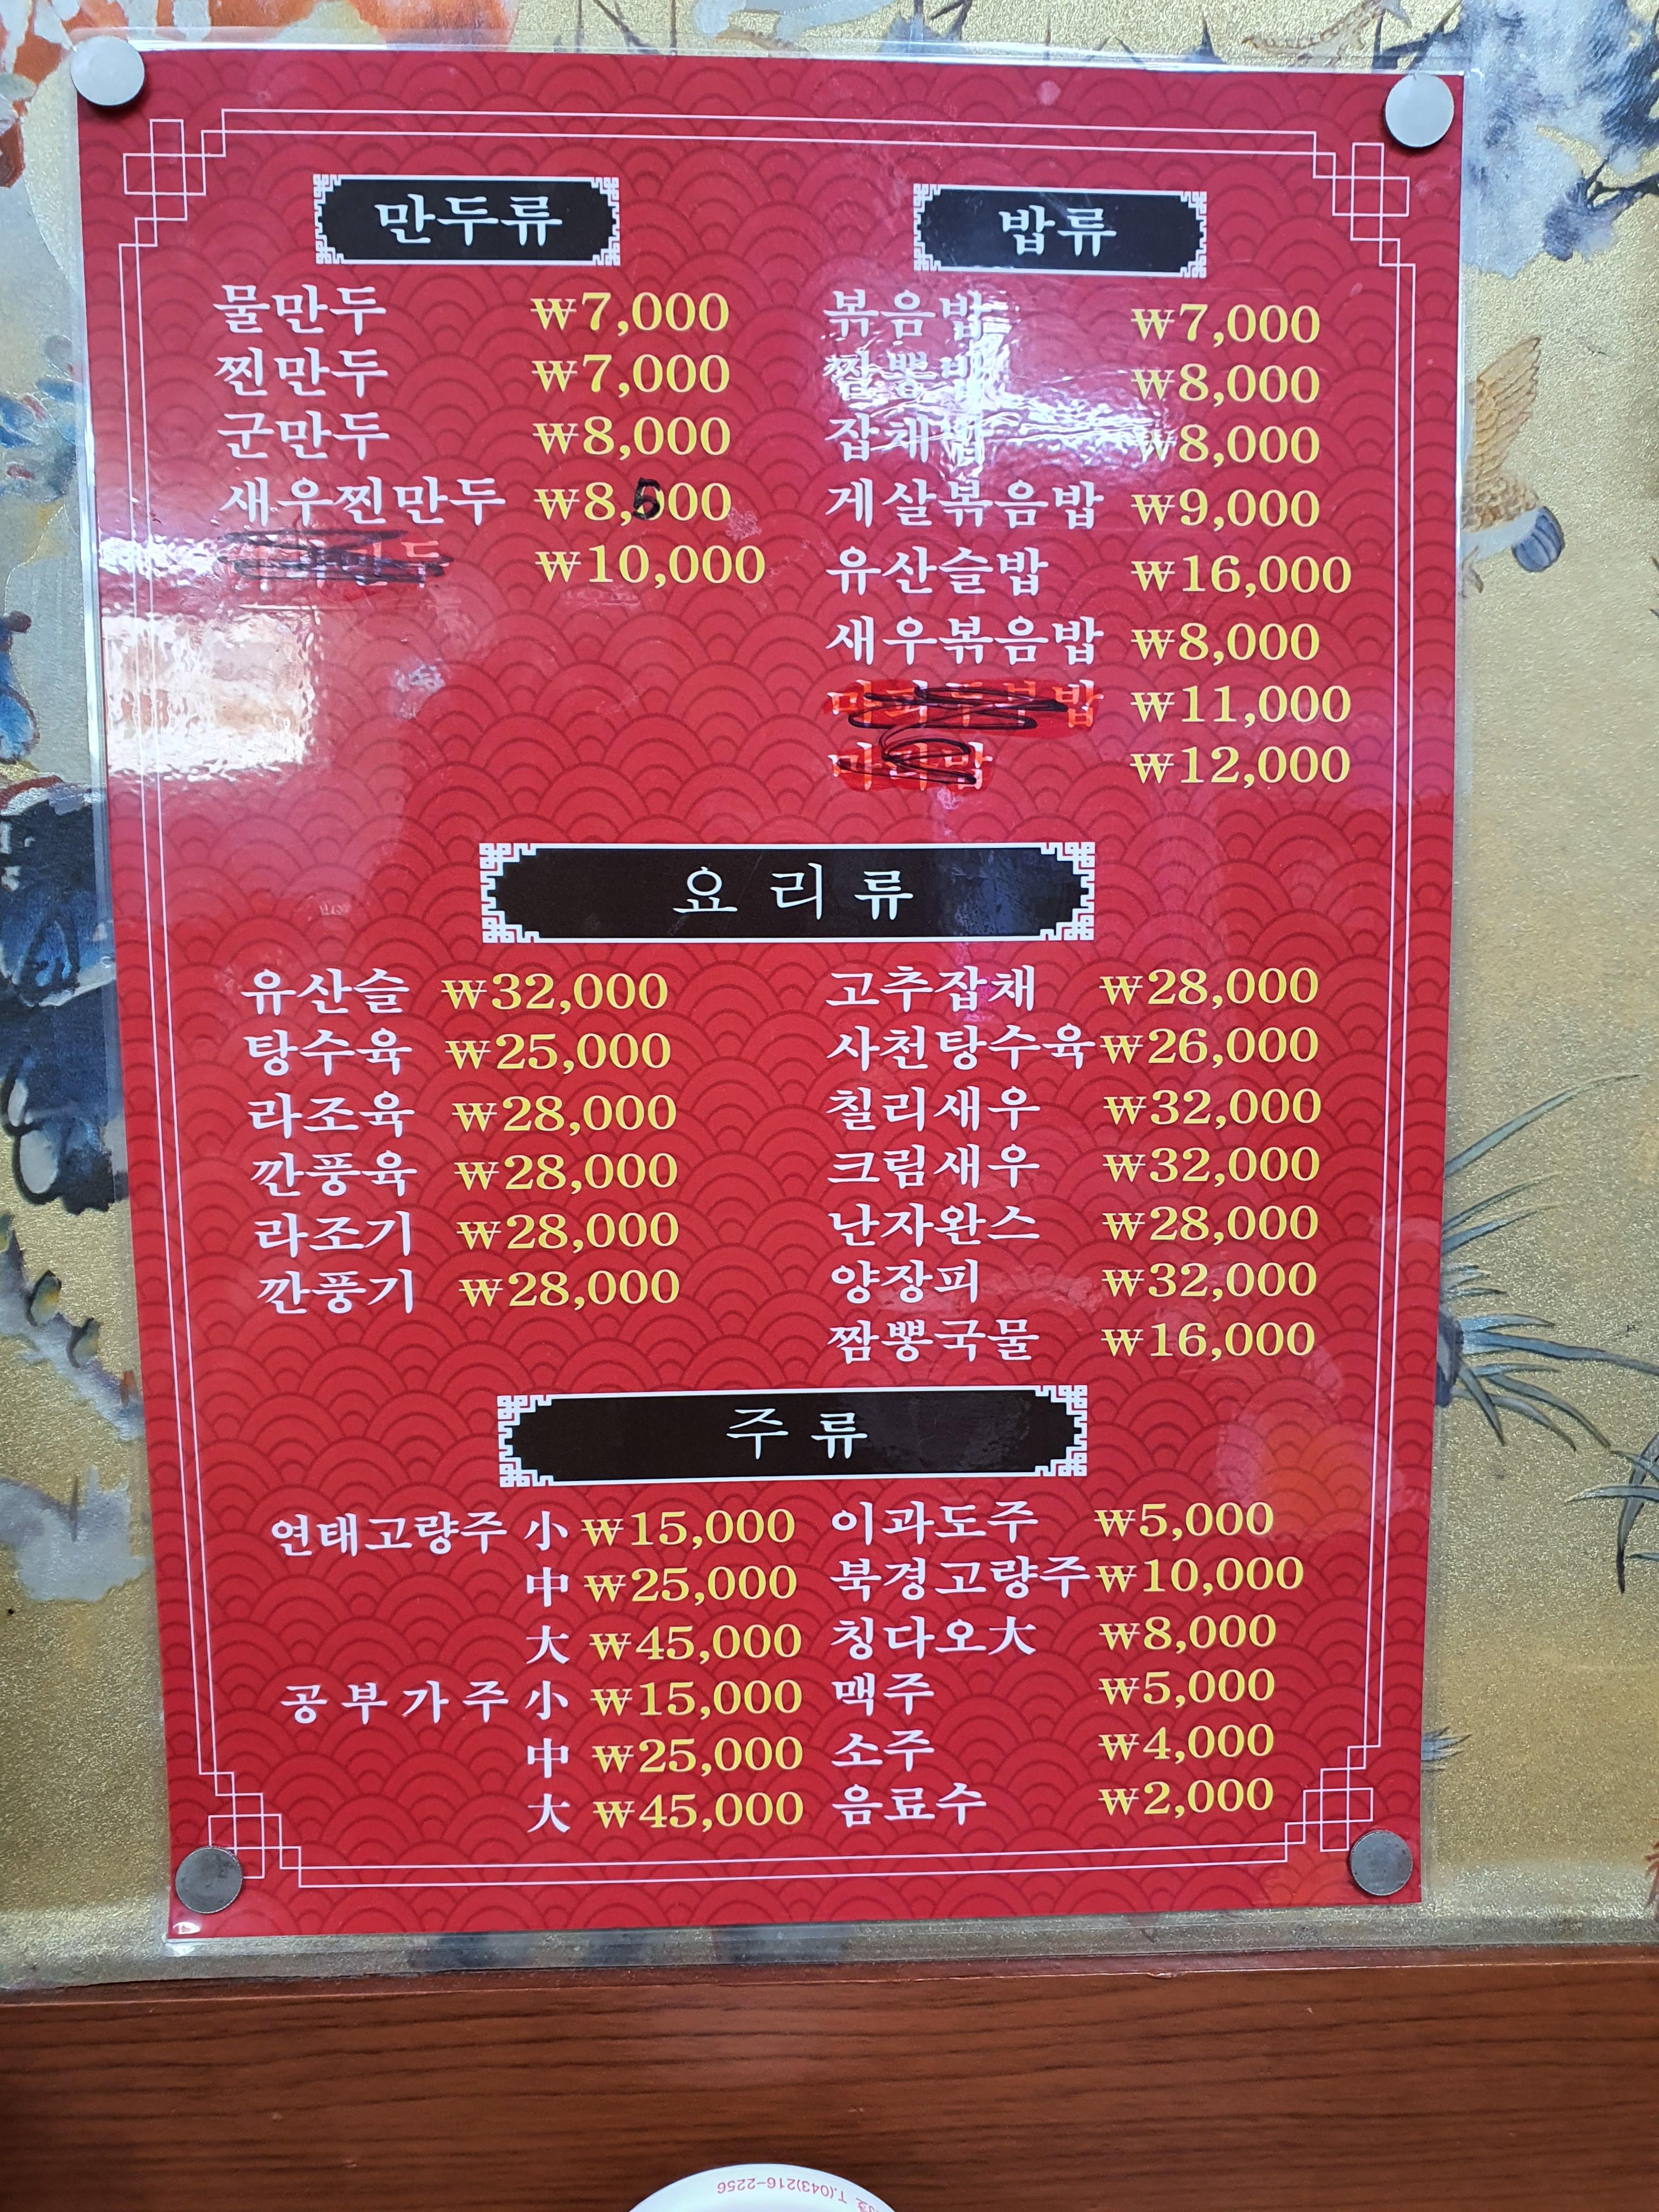 만두류
물만두 ₩7,000
찐만두 ₩7,000
군만두 ₩8,000
새우찐만두 ₩8,500
₩10,000
밥류
볶음밥 ₩7,000
짬뽕밥 ₩8,000
잡채밥 ₩8,000
게살볶음밥 ₩9,000
유산슬밥 ₩16,000
새우볶음밥 ₩8,000
₩11,000
₩12,000
요리류
유산슬 ₩32,000
탕수육 ₩25,000
라조육 ₩28,000
깐풍육 ₩28,000
라조기 ₩28,000
깐풍기 ₩28,000
고추잡채 ₩28,000
사천탕수육 ₩26,000
칠리새우 ₩32,000
크림새우 ₩32,000
난자완스 ₩28,000
양장피 ₩32,000
짬뽕국물 ₩16,000
주류
연태고량주 小 ₩15,000
中 ₩25,000
大 ₩45,000
공부가주 小 ₩15,000
中 ₩25,000
大 ₩45,000
이과도주 ₩5,000
북경고량주 ₩10,000
칭다오大 ₩8,000
맥주 ₩5,000
소주 ₩4,000
음료수 ₩2,000
T.(043)216-2256